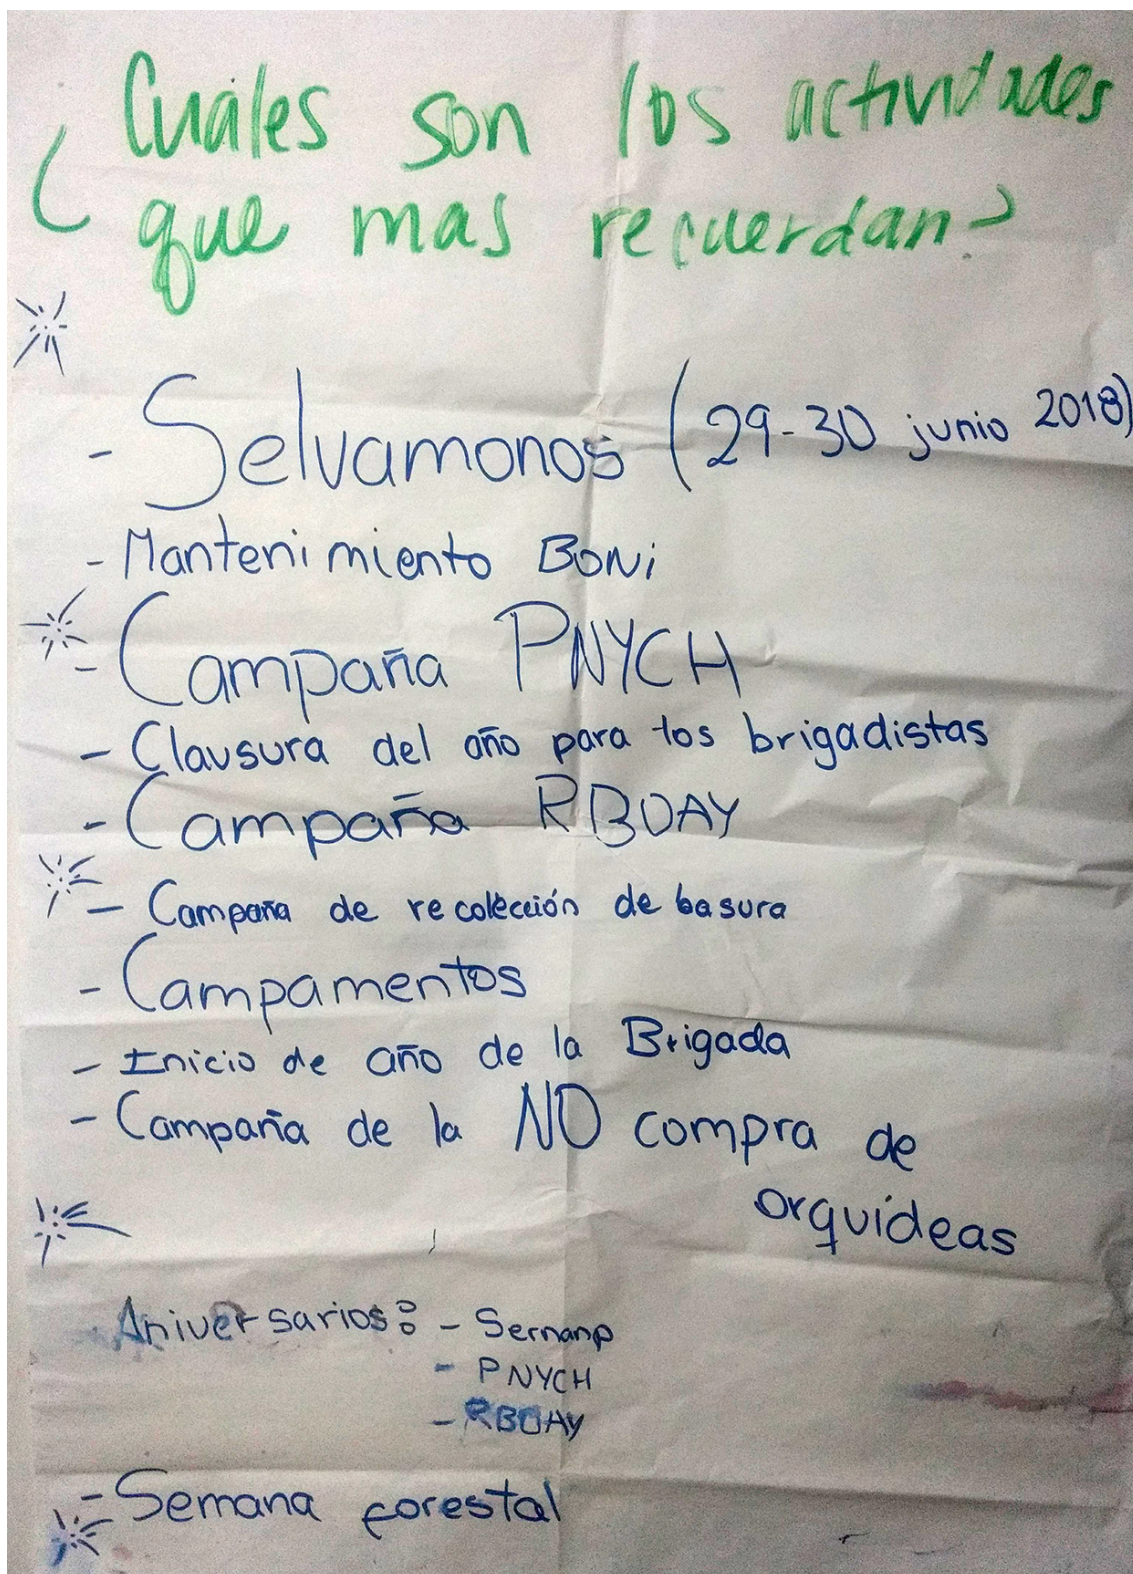 ¿Cuales son los actividades
que mas recuerdan?
- Selvamonos (29-30 junio 2018)
- Mantenimiento BONi
- Campaña PNYCH
- Clausura del año para los brigadistas
- Campaña RBOAY
- Campaña de recolección de basura
- Campamentos
- Inicio de año de la Brigada
- Campaña de la NO compra de
orquídeas
Aniversarios: - Sernanp
- PNYCH
- RBOAY
- Semana forestal